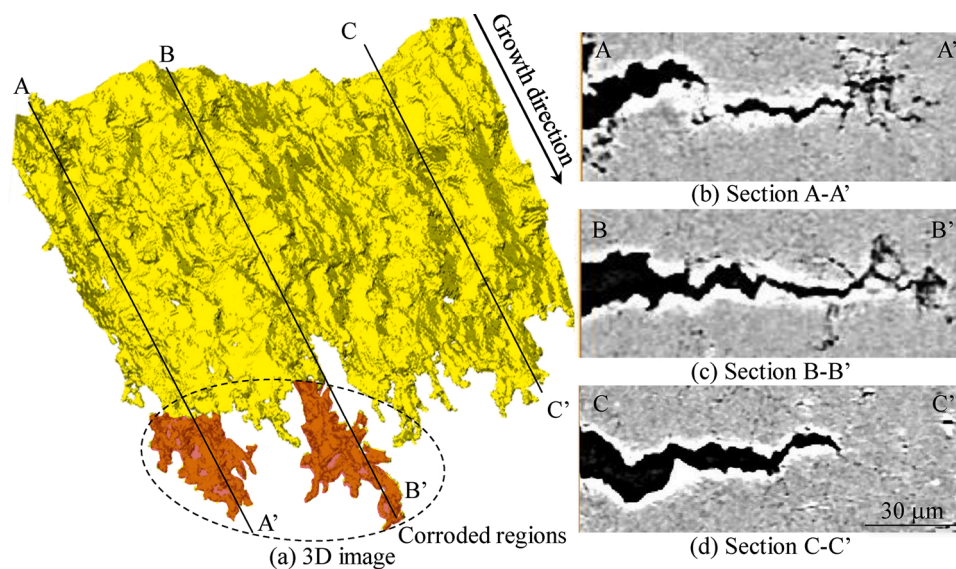 A
B
C
Growth direction
C'
B'
A'
Corroded regions
(a) 3D image
A
A'
(b) Section A-A'
B
B'
(c) Section B-B'
C
C'
30 μm
(d) Section C-C'